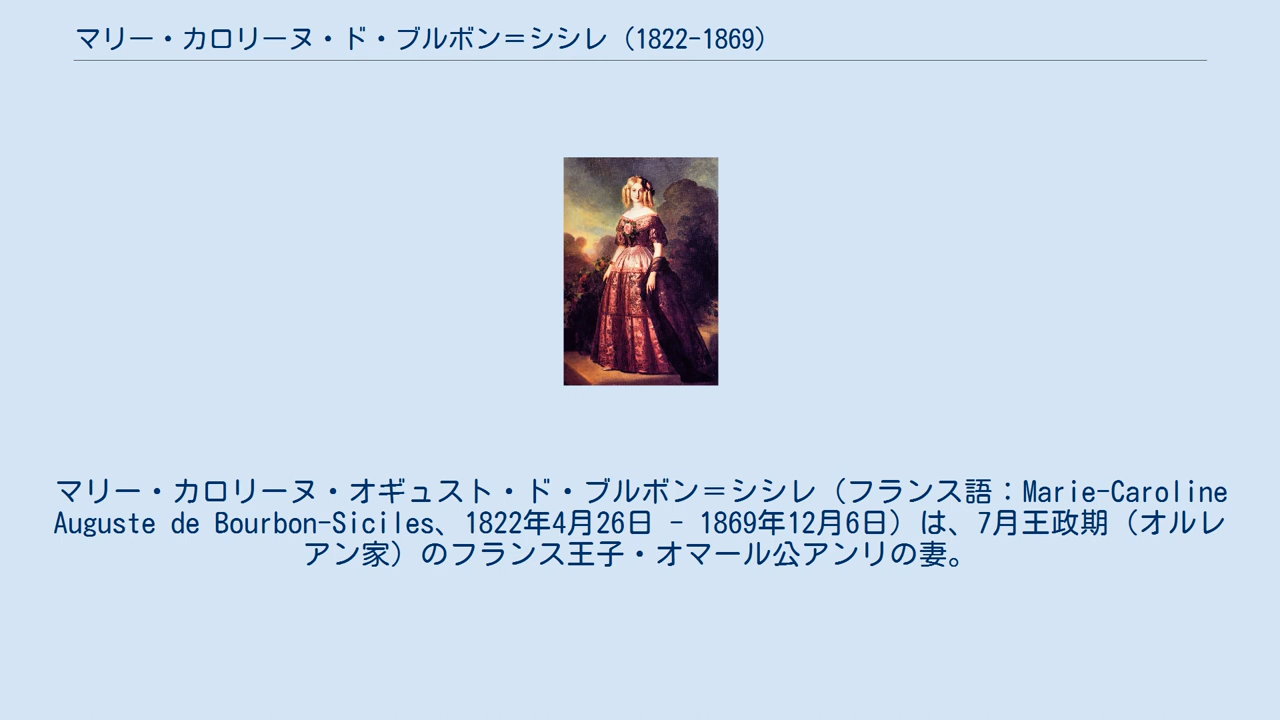 マリー・カロリーヌ・ド・ブルボン＝シシレ（1822-1869）
マリー・カロリーヌ・オギュスト・ド・ブルボン＝シシレ（フランス語：Marie-Caroline
Auguste de Bourbon-Siciles、1822年4月26日 - 1869年12月6日）は、7月王政期（オルレ
アン家）のフランス王子・オマール公アンリの妻。